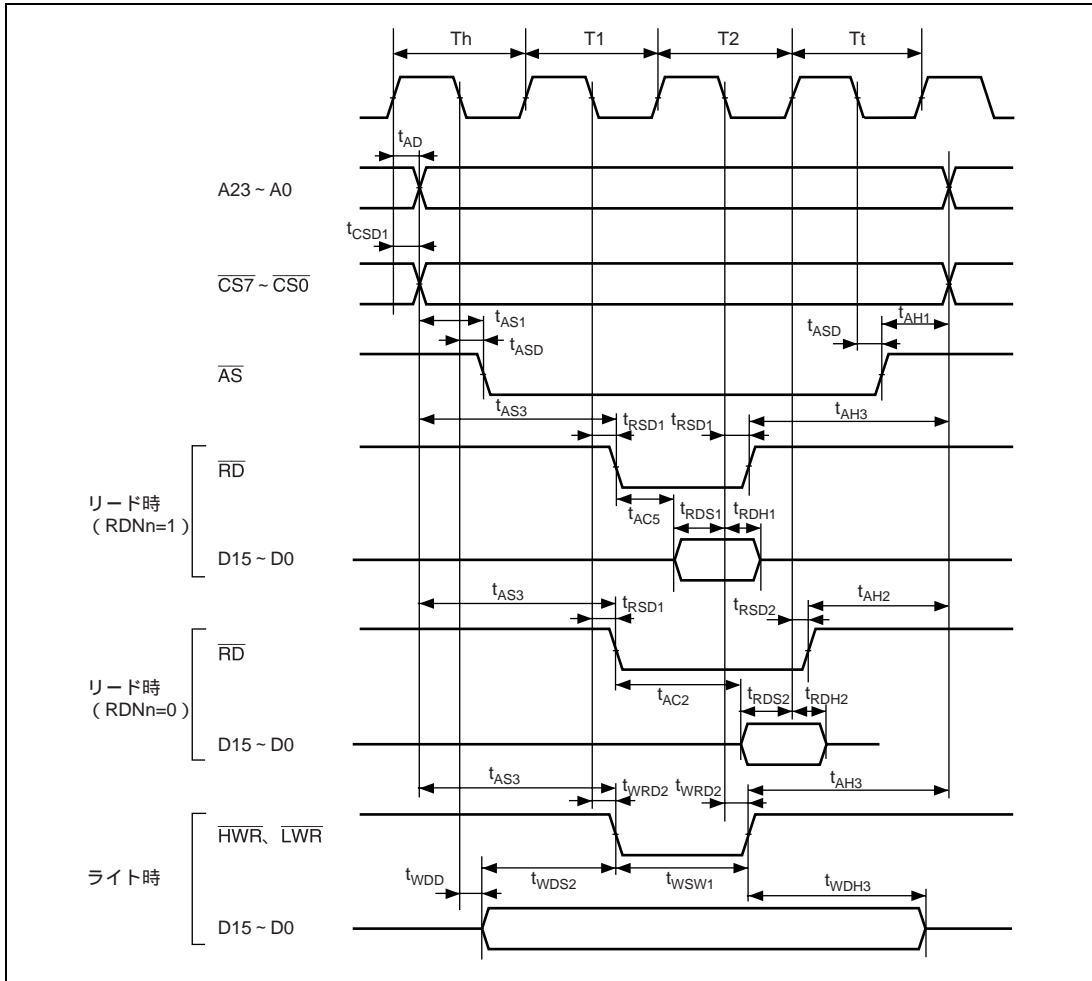 Th T1 T2 Tt
tAD
A23~A0
tCSD1
CS7~CS0
tAS1 tAH1
tASD tASD
AS
tAS3 tRSD1 tRSD1 tAH3
RD
リード時
(RDNn=1)
tAC5 tRDS1 tRDH1
D15~D0
tAS3 tRSD1 tRSD2 tAH2
RD
リード時
(RDNn=0)
tAC2 tRDS2 tRDH2
D15~D0
tAS3 tWRD2 tWRD2 tAH3
HWR、LWR
ライト時
tWDD tWDS2 tWSW1 tWDH3
D15~D0